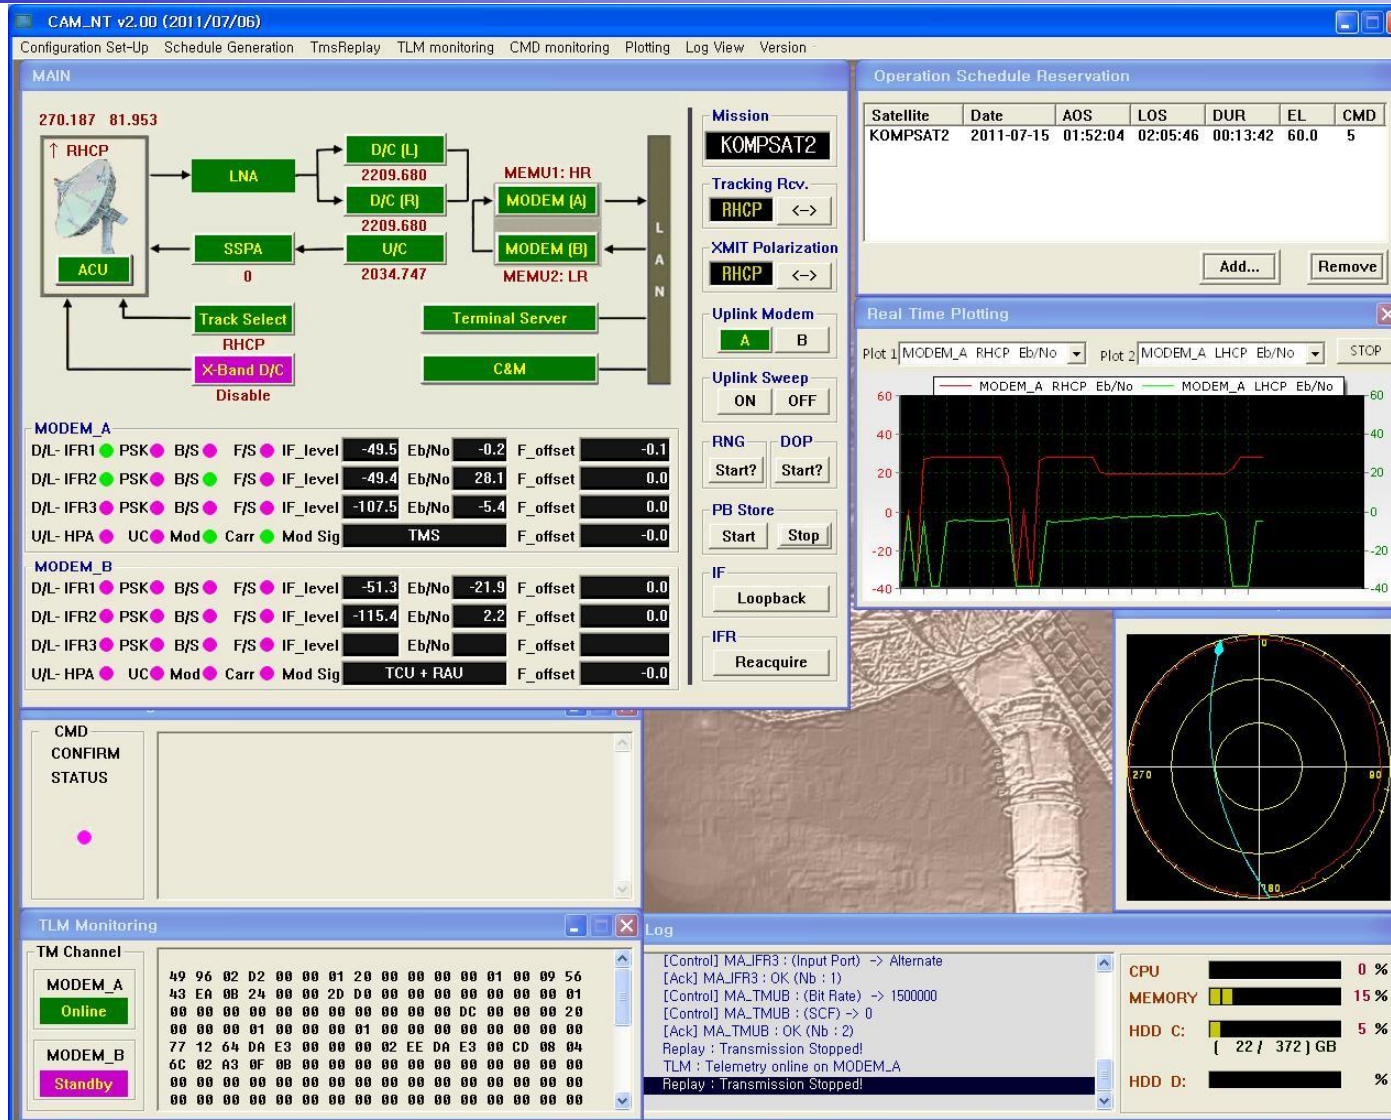 CAM_NT v2.00 (2011/07/06)
Configuration Set-Up Schedule Generation TmsReplay TLM monitoring CMD monitoring Plotting Log View Version
MAIN
270.187 81.953
↑ RHCP
ACU
LNA
SSPA
0
D/C (L)
2209.680
D/C (R)
2209.680
U/C
2034.747
MEMU1: HR
MODEM (A)
MODEM (B)
MEMU2: LR
L
A
N
Track Select
RHCP
X-Band D/C
Disable
Terminal Server
C&M
MODEM_A
D/L- IFR1 PSK B/S F/S IF_level -49.5 Eb/No -0.2 F_offset -0.1
D/L- IFR2 PSK B/S F/S IF_level -49.4 Eb/No 28.1 F_offset 0.0
D/L- IFR3 PSK B/S F/S IF_level -107.5 Eb/No -5.4 F_offset 0.0
U/L- HPA UC Mod Carr Mod Sig TMS F_offset -0.0
MODEM_B
D/L- IFR1 PSK B/S F/S IF_level -51.3 Eb/No -21.9 F_offset 0.0
D/L- IFR2 PSK B/S F/S IF_level -115.4 Eb/No 2.2 F_offset 0.0
D/L- IFR3 PSK B/S F/S IF_level Eb/No F_offset
U/L- HPA UC Mod Carr Mod Sig TCU + RAU F_offset -0.0
Mission
KOMPSAT2
Tracking Rcv.
RHCP <->
XMIT Polarization
RHCP <->
Uplink Modem
A B
Uplink Sweep
ON OFF
RNG DOP
Start? Start?
PB Store
Start Stop
IF
Loopback
IFR
Reacquire
Operation Schedule Reservation
Satellite Date AOS LOS DUR EL CMD
KOMPSAT2 2011-07-15 01:52:04 02:05:46 00:13:42 60.0 5
Add... Remove
Real Time Plotting
Plot 1 MODEM_A RHCP Eb/No Plot 2 MODEM_A LHCP Eb/No STOP
MODEM_A RHCP Eb/No MODEM_A LHCP Eb/No
60 60
40 40
20 20
0 0
-20 -20
-40 -40
0
270 90
180
CMD
CONFIRM
STATUS
TLM Monitoring
TM Channel
MODEM_A
Online
MODEM_B
Standby
49 96 02 D2 00 00 01 20 00 00 00 00 01 00 09 56
43 EA 0B 24 00 00 2D D0 00 00 00 00 00 00 00 01
00 00 00 00 00 00 00 00 00 00 00 DC 00 00 00 20
00 00 00 01 00 00 00 01 00 00 00 00 00 00 00 00
77 12 64 DA E3 00 00 00 02 EE DA E3 00 CD 08 04
6C 02 A3 0F 0B 00 00 00 00 00 00 00 00 00 00 00
00 00 00 00 00 00 00 00 00 00 00 00 00 00 00 00
00 00 00 00 00 00 00 00 00 00 00 00 00 00 00 00
Log
[Control] MA_IFR3 : (Input Port) -> Alternate
[Ack] MA_IFR3 : OK (Nb : 1)
[Control] MA_TMUB : (Bit Rate) -> 1500000
[Control] MA_TMUB : (SCF) -> 0
[Ack] MA_TMUB : OK (Nb : 2)
Replay : Transmission Stopped!
TLM : Telemetry online on MODEM_A
Replay : Transmission Stopped!
CPU 0 %
MEMORY 15 %
HDD C: 5 %
( 22 / 372 ) GB
HDD D: %